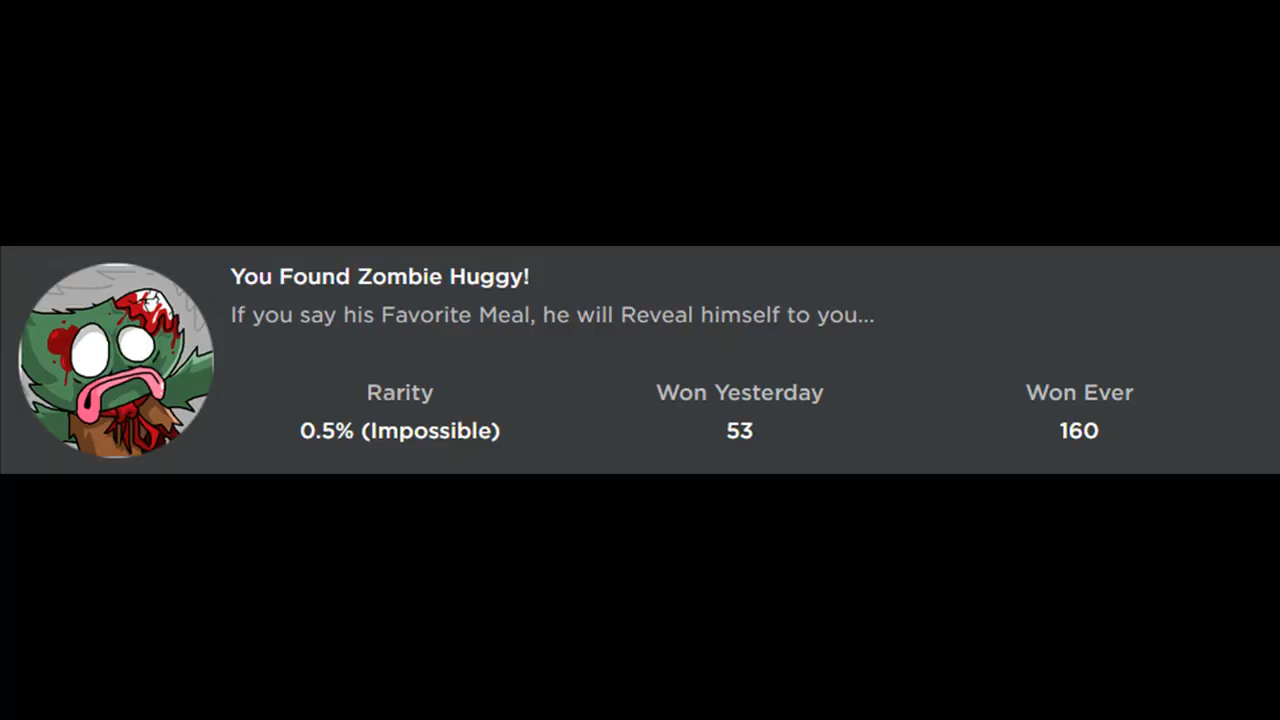 You Found Zombie Huggy!
If you say his Favorite Meal, he will Reveal himself to you...
Rarity Won Yesterday Won Ever
0.5% (Impossible) 53 160